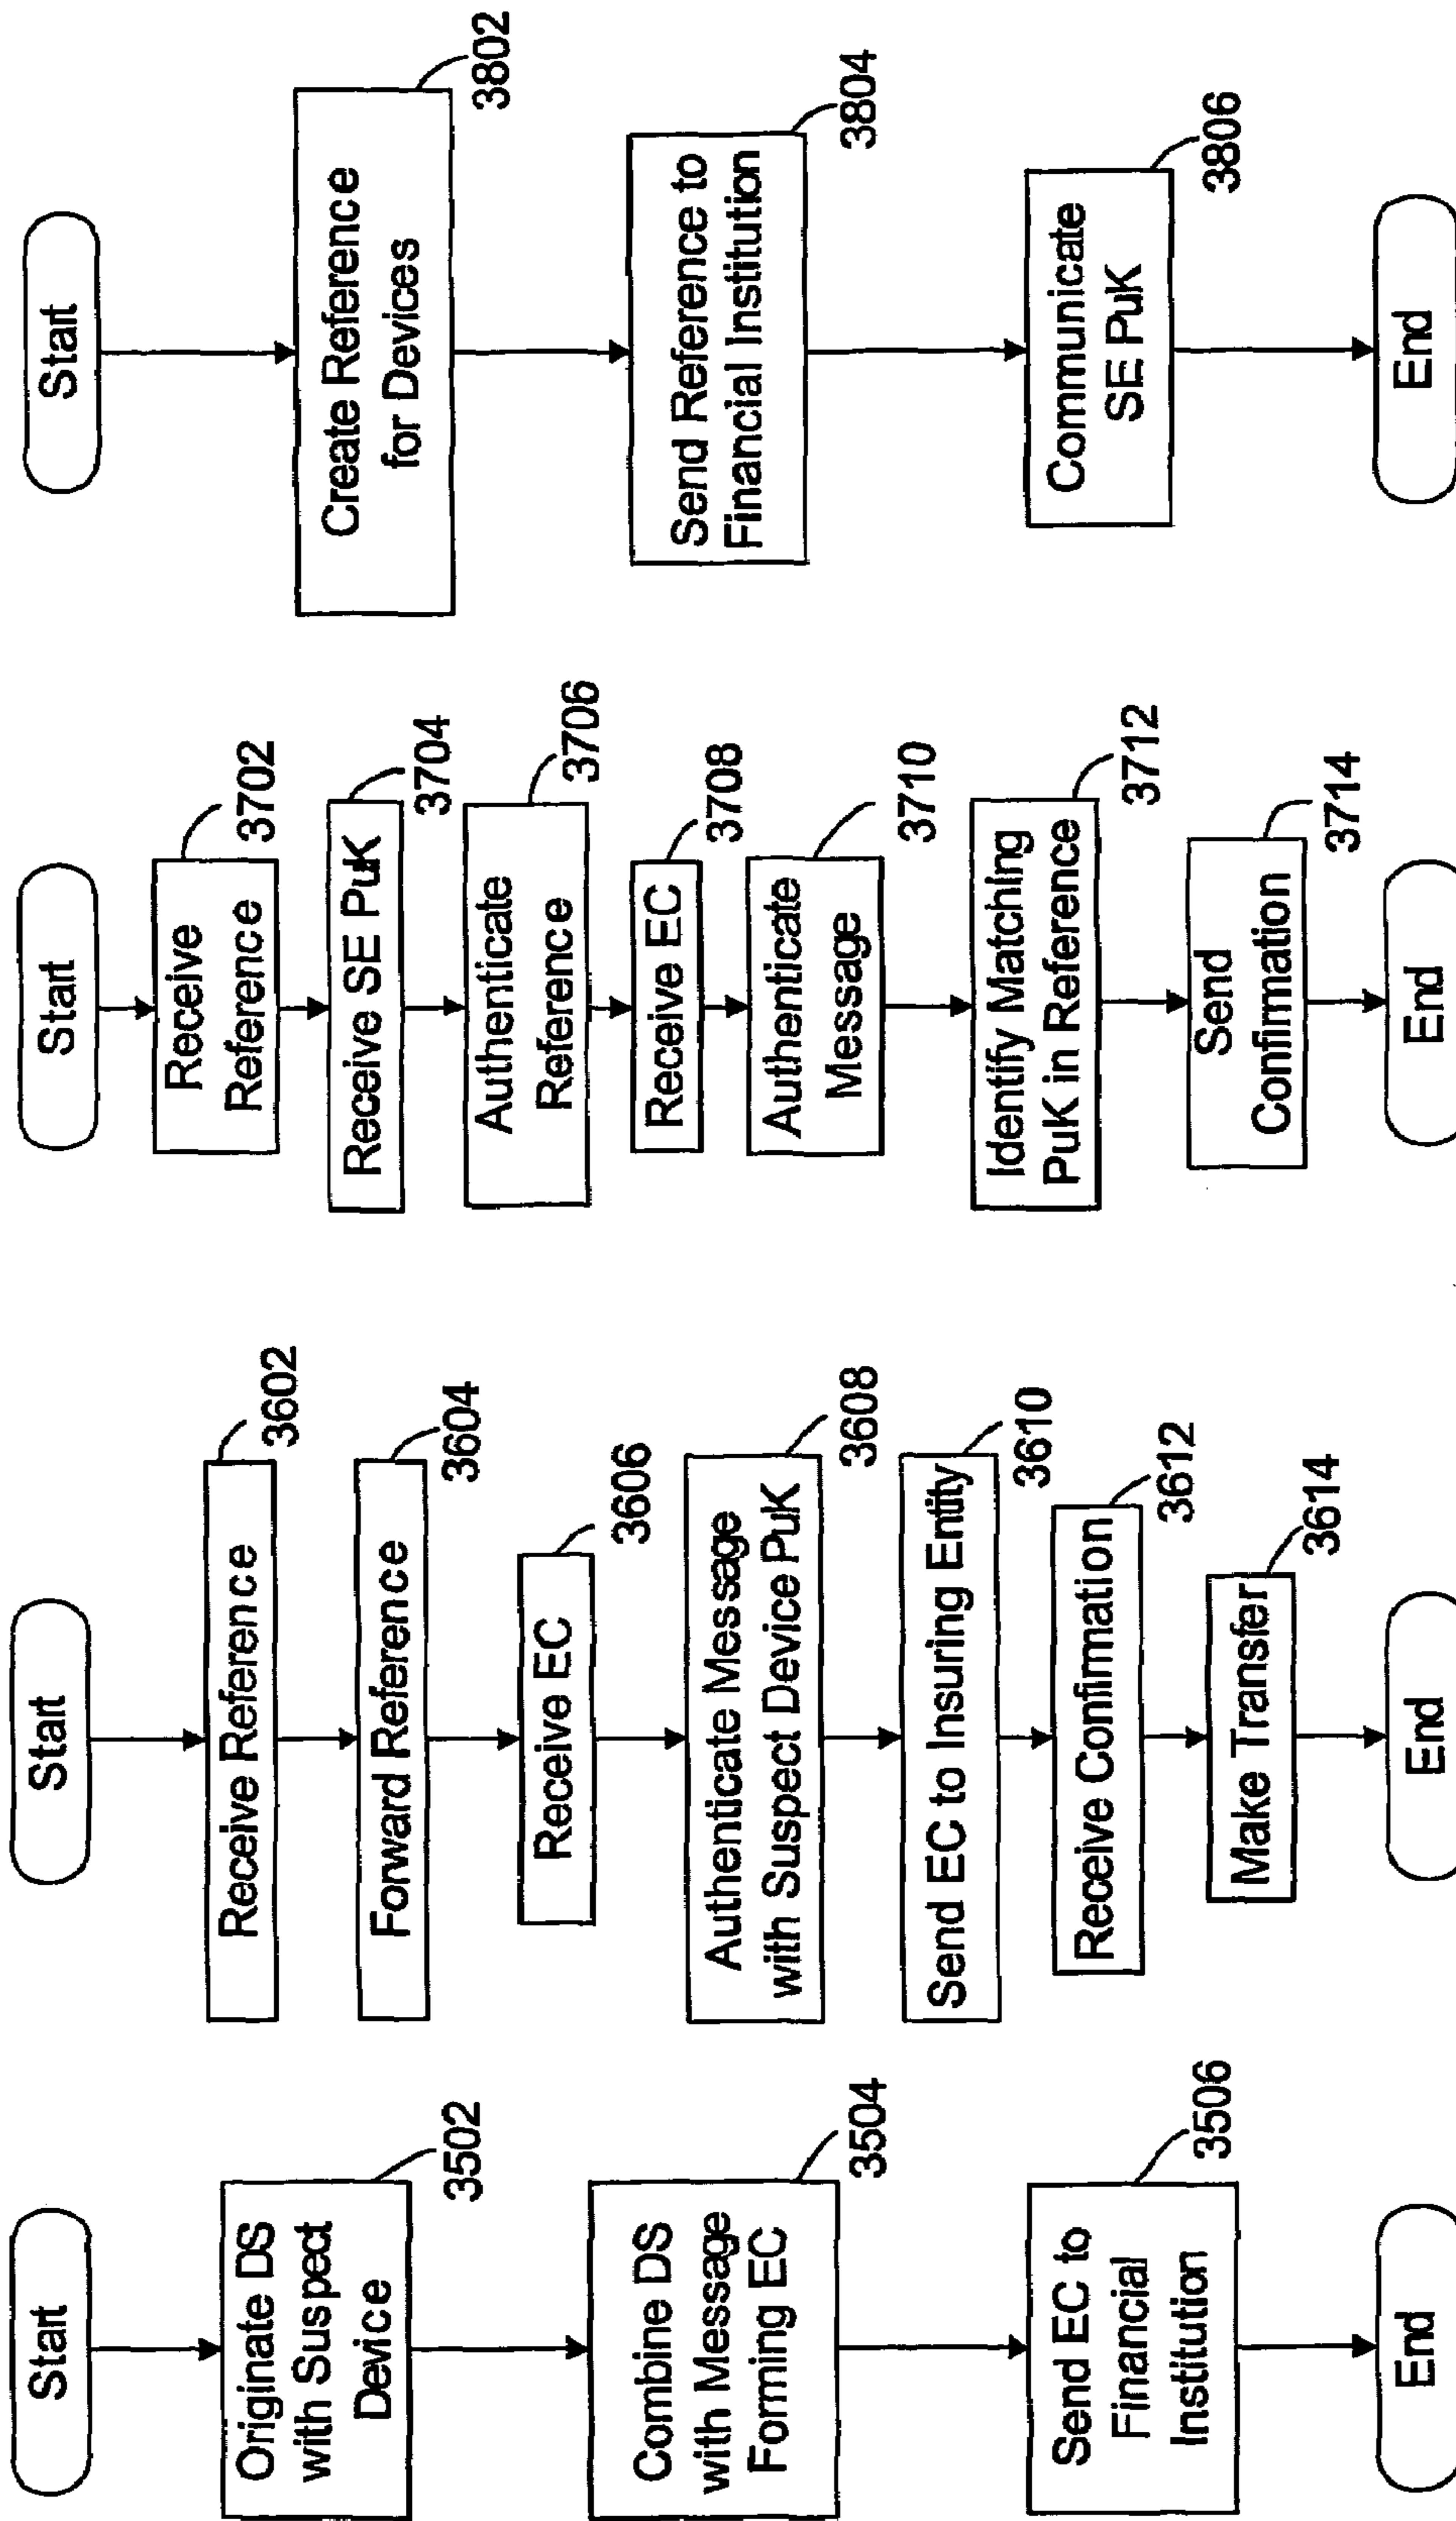 Start
Originate DS
with Suspect
Device
3502
Combine DS
with Message
Forming EC
3504
Send EC to
Financial
Institution
3506
End
Start
Receive Reference
3602
Forward Reference
3604
Receive EC
3606
Authenticate Message
with Suspect Device PuK
3608
Send EC to Insuring Entity
3610
Receive Confirmation
3612
Make Transfer
3614
End
Start
Receive
Reference
3702
Receive SE PuK
3704
Authenticate
Reference
3706
Receive EC
3708
Authenticate
Message
3710
Identify Matching
PuK in Reference
3712
Send
Confirmation
3714
End
Start
Create Reference
for Devices
3802
Send Reference to
Financial Institution
3804
Communicate
SE PuK
3806
End